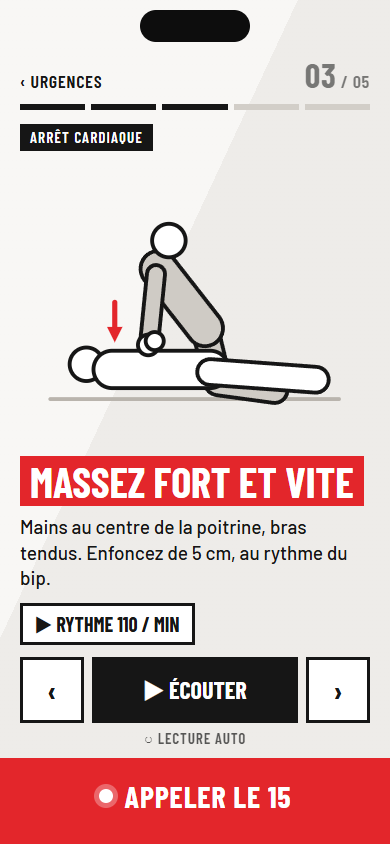 ‹ URGENCES
03 / 05
ARRÊT CARDIAQUE
MASSEZ FORT ET VITE
Mains au centre de la poitrine, bras
tendus. Enfoncez de 5 cm, au rythme du
bip.
▶ RYTHME 110 / MIN
‹
▶ ÉCOUTER
›
○ LECTURE AUTO
APPELER LE 15